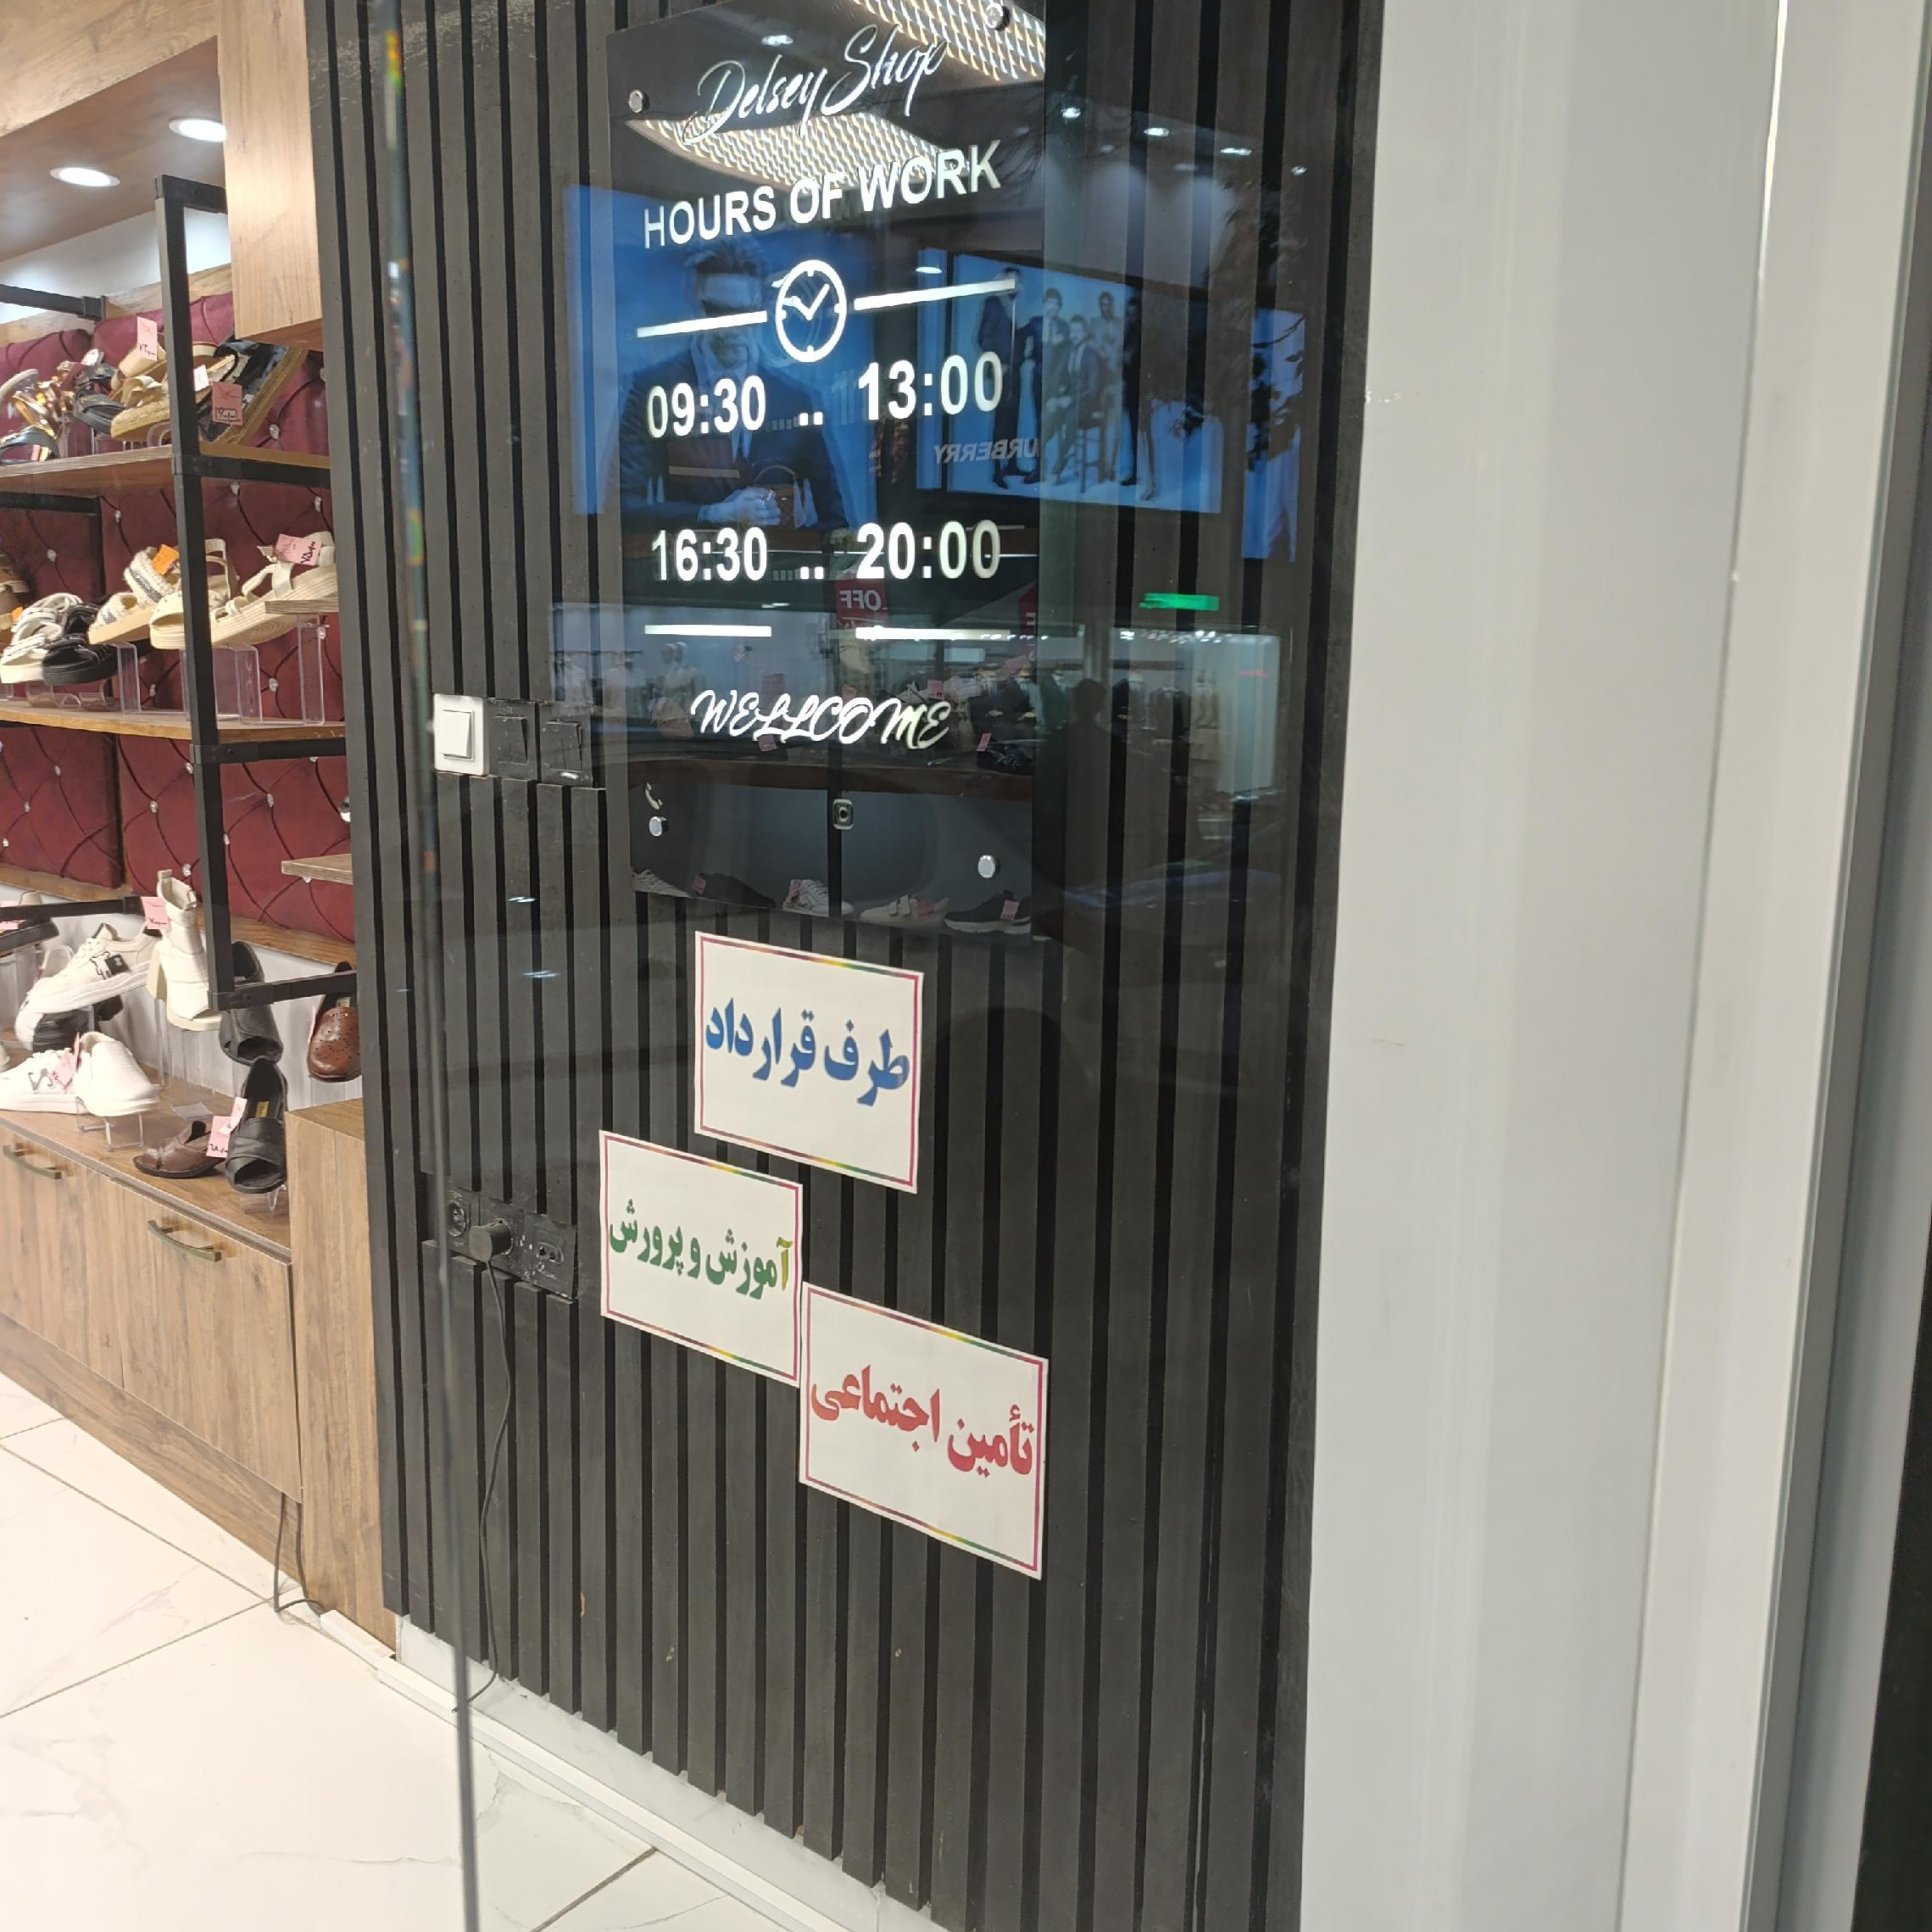 Delsey Shop
HOURS OF WORK
09:30 .. 13:00
16:30 .. 20:00
WELLCOME
طرف قرارداد
آموزش و پرورش
تأمین اجتماعی